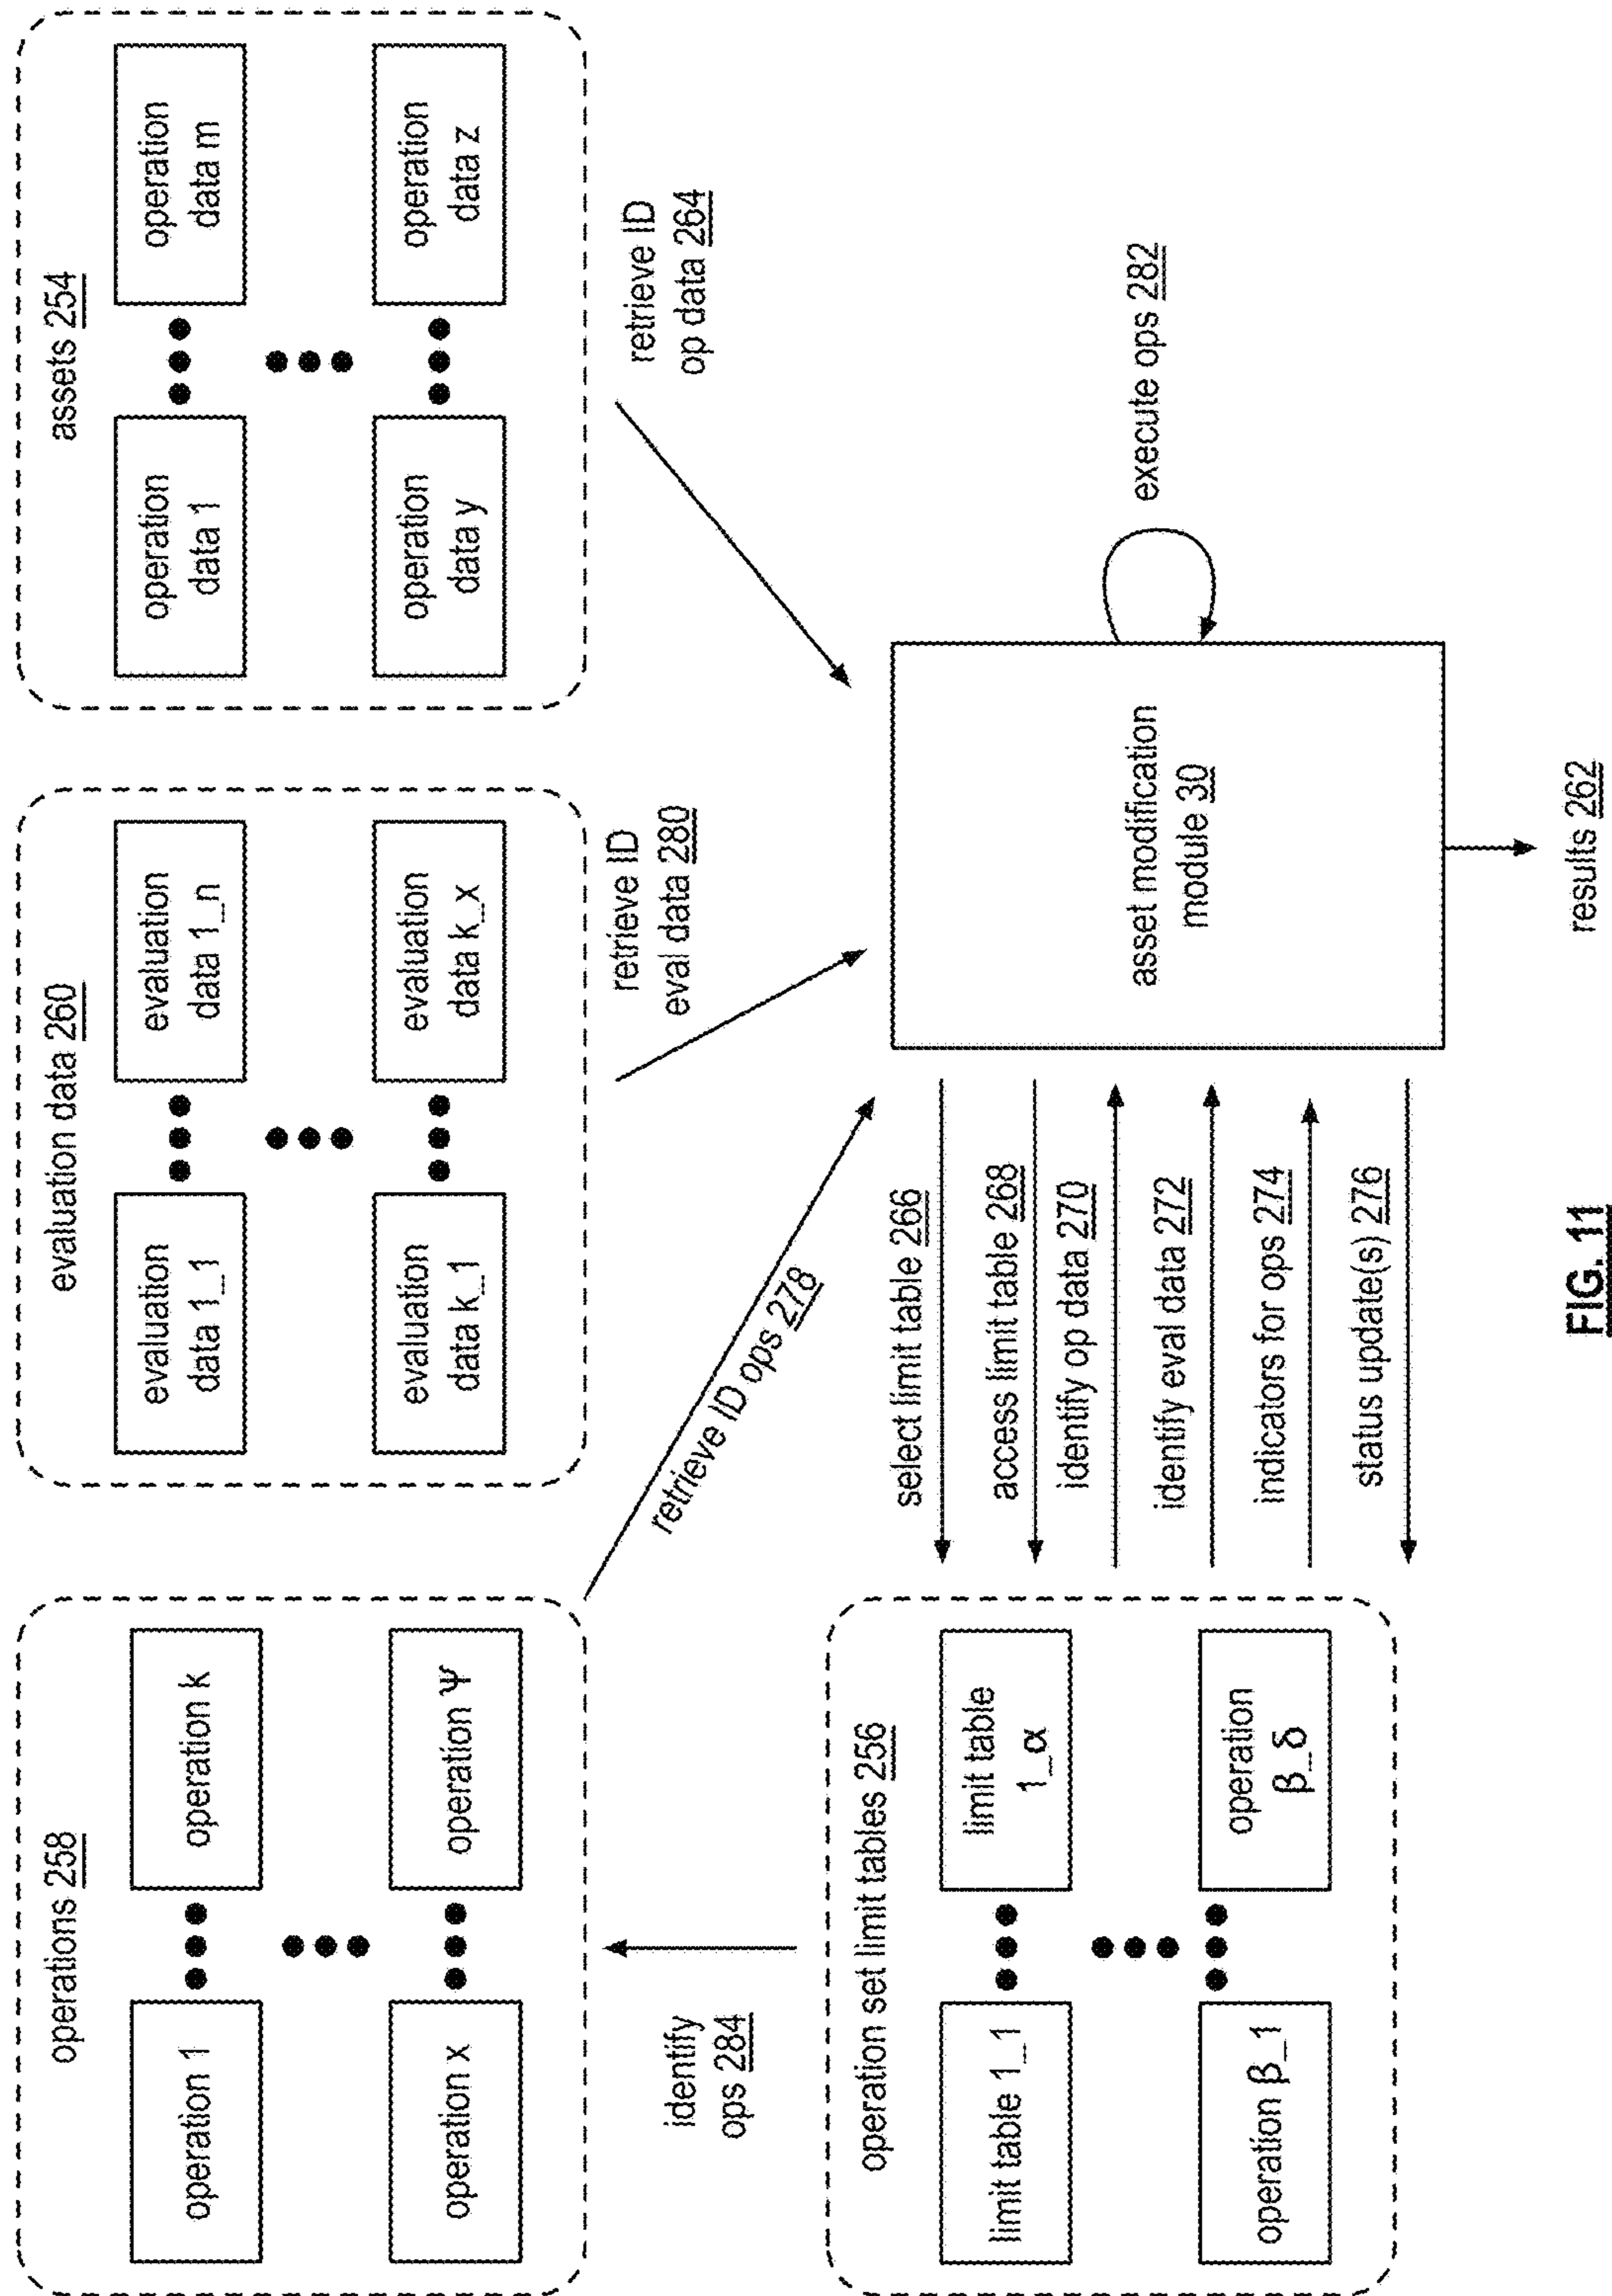 operations 258
operation 1
operation k
operation x
operation Ψ
evaluation data 260
evaluation
data 1_1
evaluation
data 1_n
evaluation
data k_1
evaluation
data k_x
assets 254
operation
data 1
operation
data m
operation
data y
operation
data z
identify
ops 284
retrieve ID ops 278
retrieve ID
eval data 280
retrieve ID
op data 264
operation set limit tables 256
limit table 1_1
limit table
1_α
operation β_1
operation
β_δ
select limit table 266
access limit table 268
identify op data 270
identify eval data 272
indicators for ops 274
status update(s) 276
asset modification
module 30
execute ops 282
results 262
FIG. 11